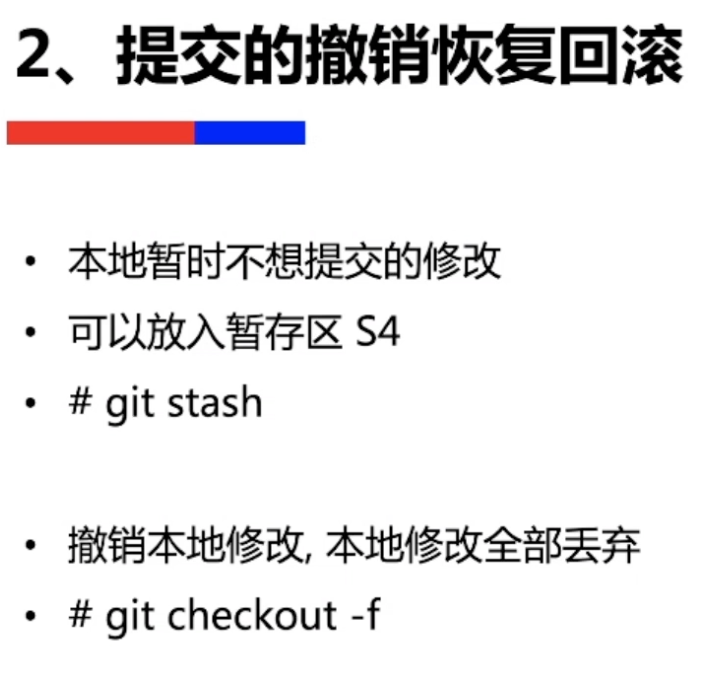 2、提交的撤销恢复回滚
• 本地暂时不想提交的修改
• 可以放入暂存区 S4
• # git stash
• 撤销本地修改, 本地修改全部丢弃
• # git checkout -f